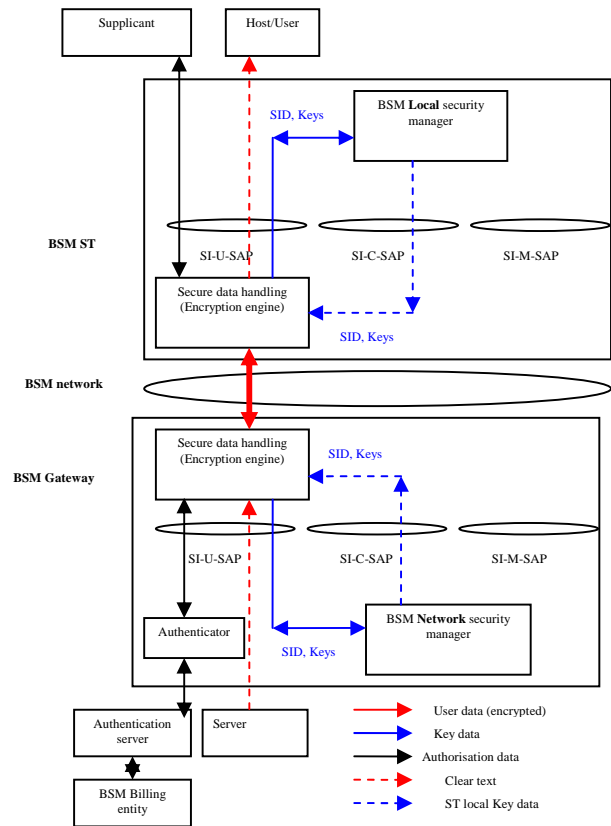 Supplicant
Host/User
BSM Local security
manager
SID, Keys
BSM ST
SI-U-SAP
SI-C-SAP
SI-M-SAP
Secure data handling
(Encryption engine)
SID, Keys
BSM network
Secure data handling
(Encryption engine)
SID, Keys
BSM Gateway
SI-U-SAP
SI-C-SAP
SI-M-SAP
Authenticator
BSM Network security
manager
SID, Keys
Authentication
server
Server
BSM Billing
entity
User data (encrypted)
Key data
Authorisation data
Clear text
ST local Key data